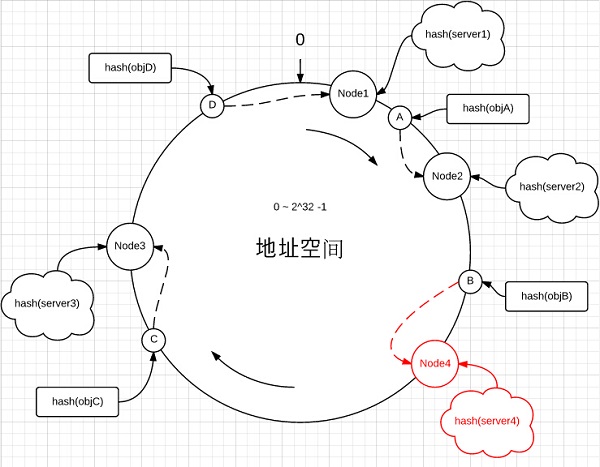 hash(server1)
0
hash(objD)
Node1
D
hash(objA)
A
Node2
hash(server2)
0 ~ 2^32 -1
地址空间
Node3
B
hash(objB)
hash(server3)
C
Node4
hash(objC)
hash(server4)